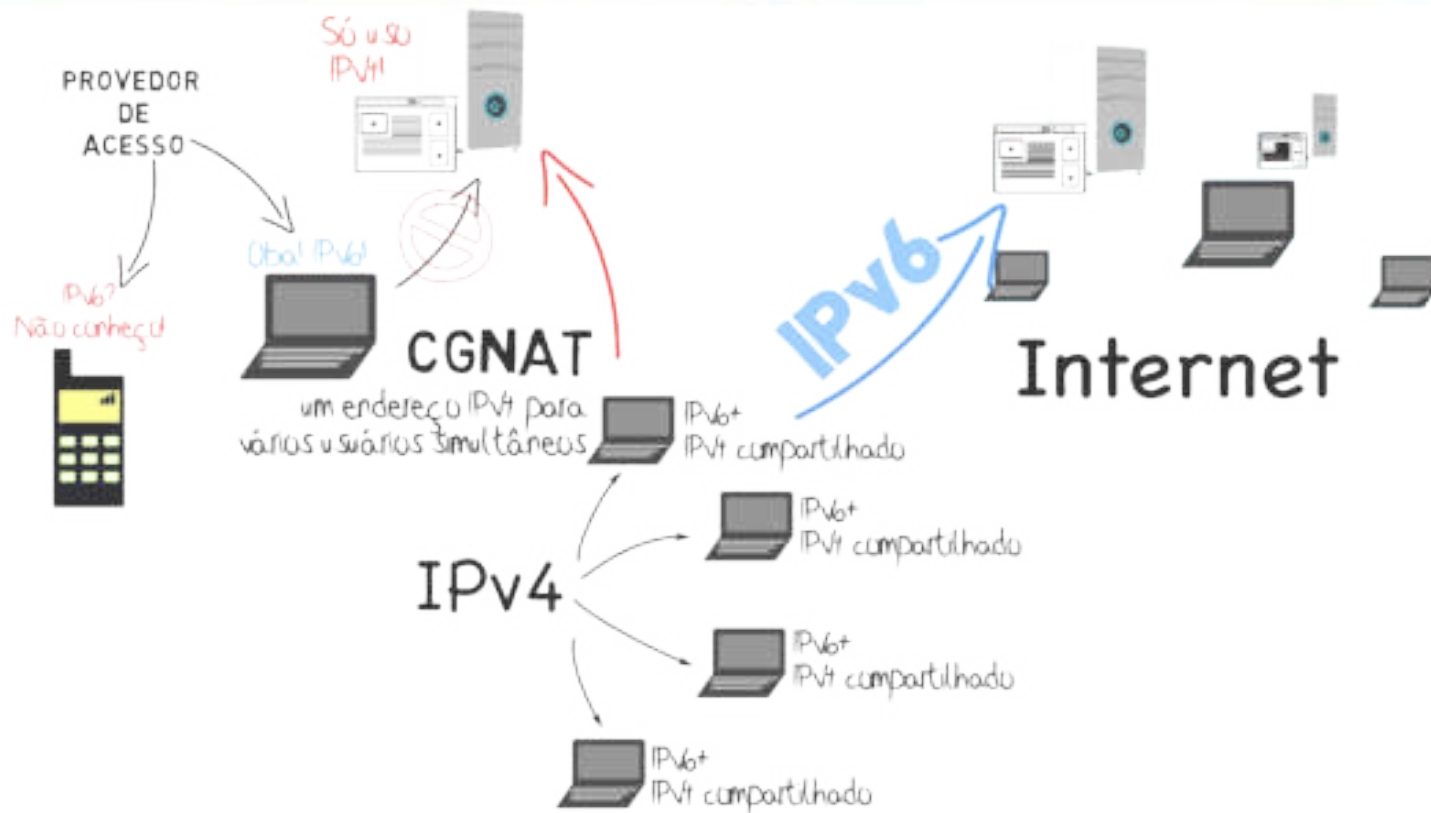 Só uso
IPv4!
PROVEDOR
DE
ACESSO
Oba! IPv6!
IPv6?
Não conheço!
CGNAT
um endereço IPv4 para
vários usuários simultâneos
IPv6
Internet
IPv6+
IPv4 compartilhado
IPv6+
IPv4 compartilhado
IPv4
IPv6+
IPv4 compartilhado
IPv6+
IPv4 compartilhado